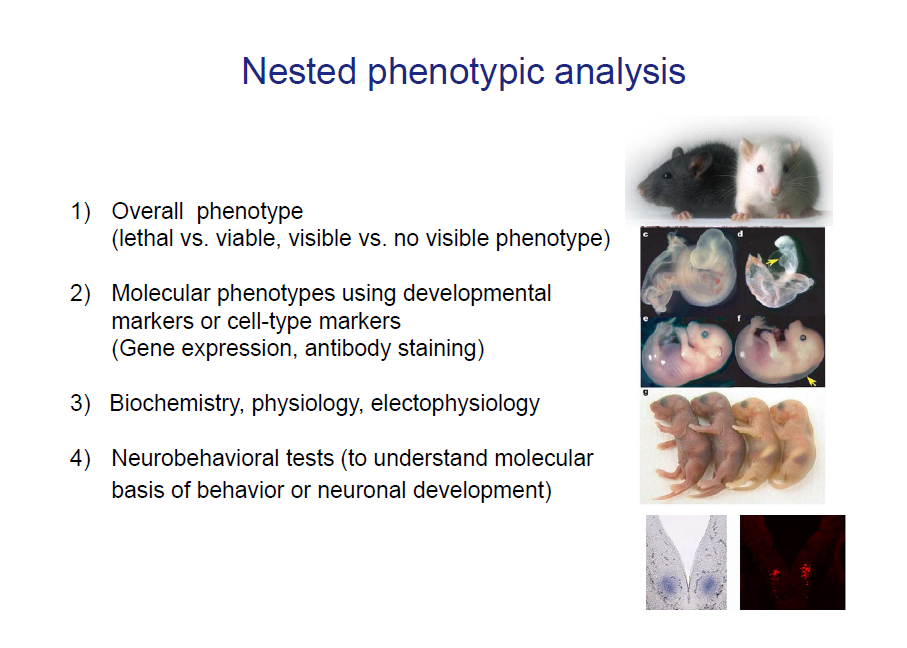 Nested phenotypic analysis
1) Overall phenotype
(lethal vs. viable, visible vs. no visible phenotype)
2) Molecular phenotypes using developmental
markers or cell-type markers
(Gene expression, antibody staining)
3) Biochemistry, physiology, electophysiology
4) Neurobehavioral tests (to understand molecular
basis of behavior or neuronal development)
c d
e f
g